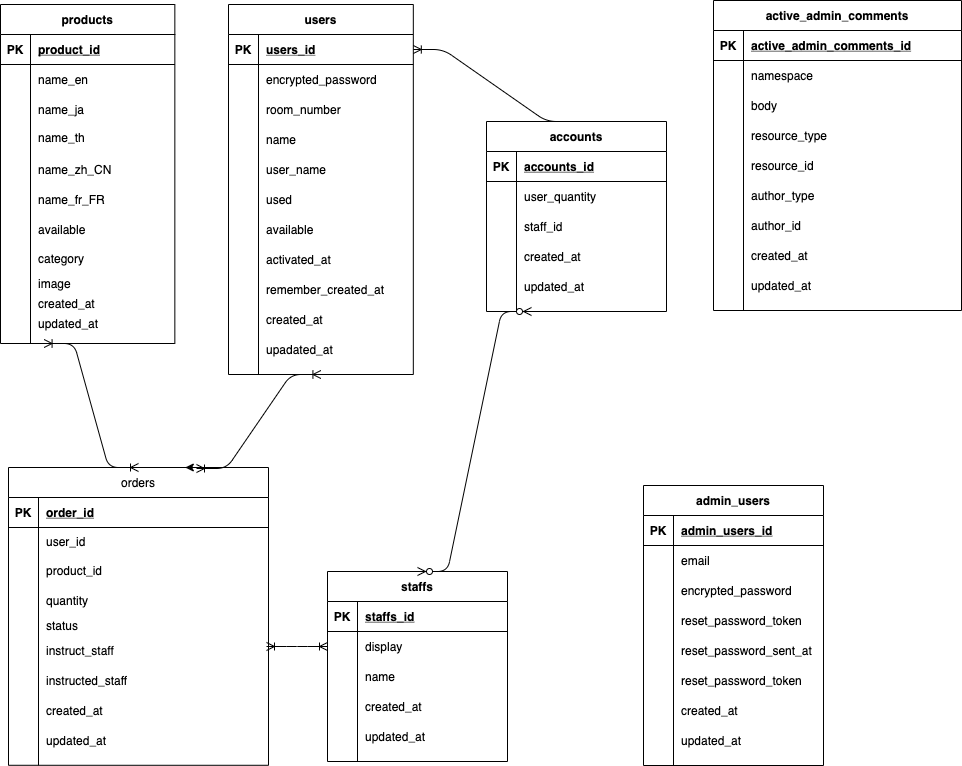 products
PK product_id
name_en
name_ja
name_th
name_zh_CN
name_fr_FR
available
category
image
created_at
updated_at
users
PK users_id
encrypted_password
room_number
name
user_name
used
available
activated_at
remember_created_at
created_at
upadated_at
accounts
PK accounts_id
user_quantity
staff_id
created_at
updated_at
active_admin_comments
PK active_admin_comments_id
namespace
body
resource_type
resource_id
author_type
author_id
created_at
updated_at
orders
PK order_id
user_id
product_id
quantity
status
instruct_staff
instructed_staff
created_at
updated_at
staffs
PK staffs_id
display
name
created_at
updated_at
admin_users
PK admin_users_id
email
encrypted_password
reset_password_token
reset_password_sent_at
reset_password_token
created_at
updated_at